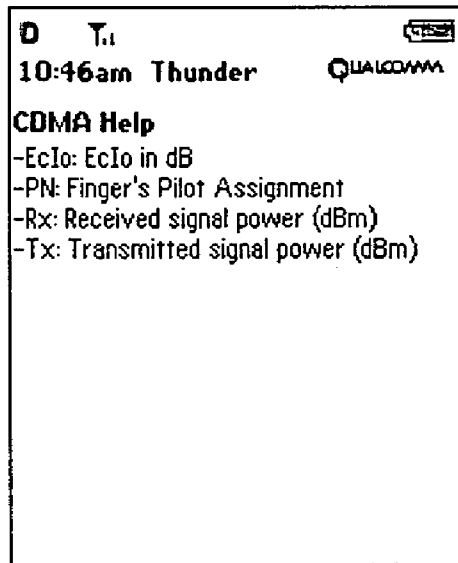 D
10:46am Thunder QUALCOMM
CDMA Help
-EcIo: EcIo in dB
-PN: Finger's Pilot Assignment
-Rx: Received signal power (dBm)
-Tx: Transmitted signal power (dBm)